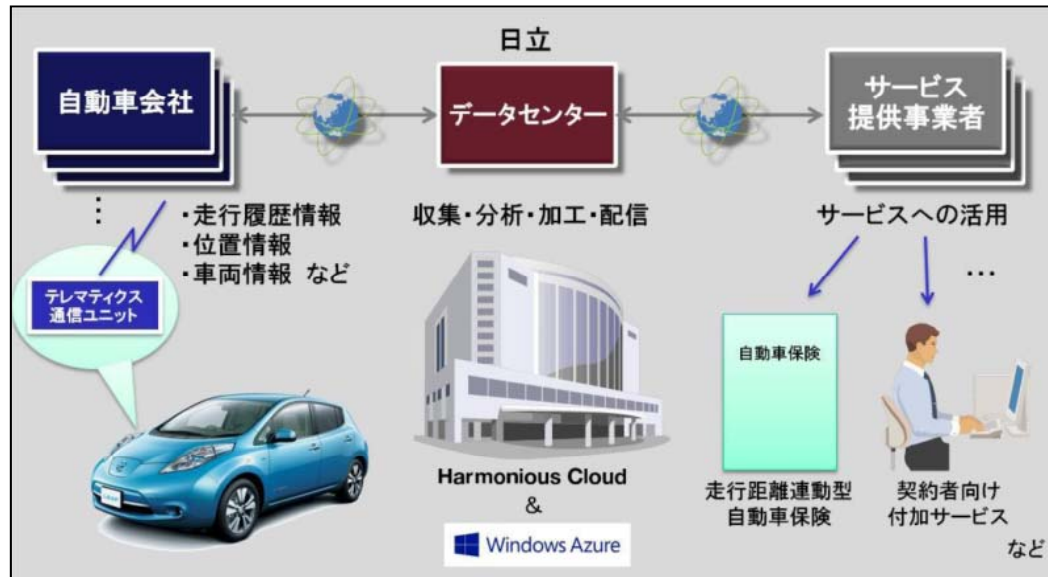 日立
自動車会社
データセンター
サービス
提供事業者
・走行履歴情報
・位置情報
・車両情報 など
収集・分析・加工・配信
サービスへの活用
⋮
…
テレマティクス
通信ユニット
自動車保険
Harmonious Cloud
&
Windows Azure
走行距離連動型
自動車保険
契約者向け
付加サービス
など